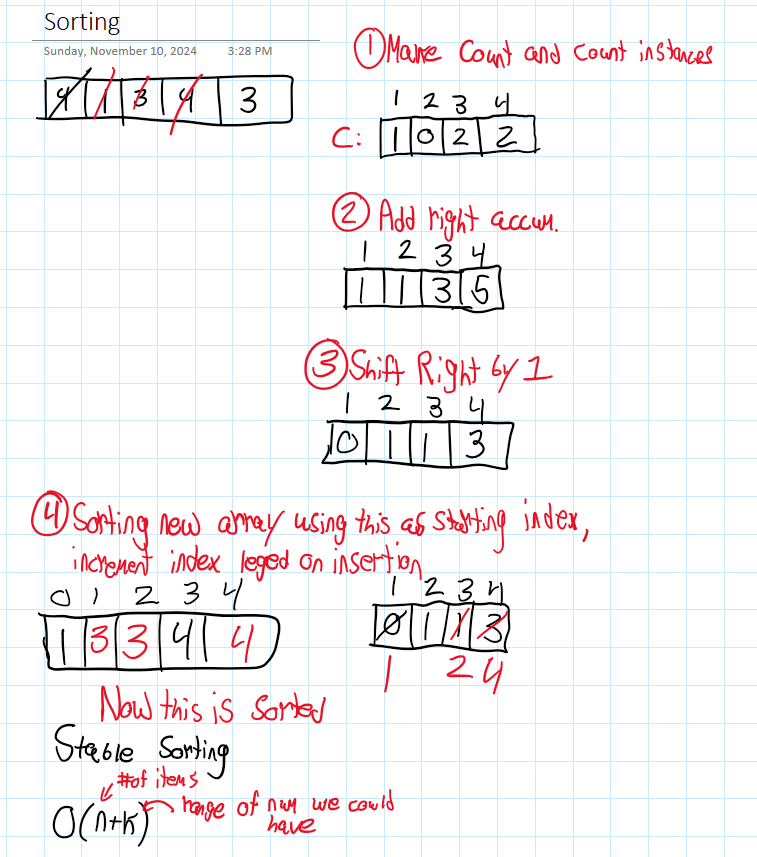 Sorting
Sunday, November 10, 2024 3:28 PM
① Make Count and Count instances
4 1 3 4 3
1 2 3 4
C: 1 0 2 2
② Add right accum.
1 2 3 4
1 1 3 5
③ Shift Right by 1
1 2 3 4
0 1 1 3
④ Sorting new array using this as starting index,
increment index leged on insertion
0 1 2 3 4
1 3 3 4 4
1 2 3 4
0 1 1 3
1 2 4
Now this is Sorted
Stable Sorting
#of items
O(n+k)
range of num we could
have